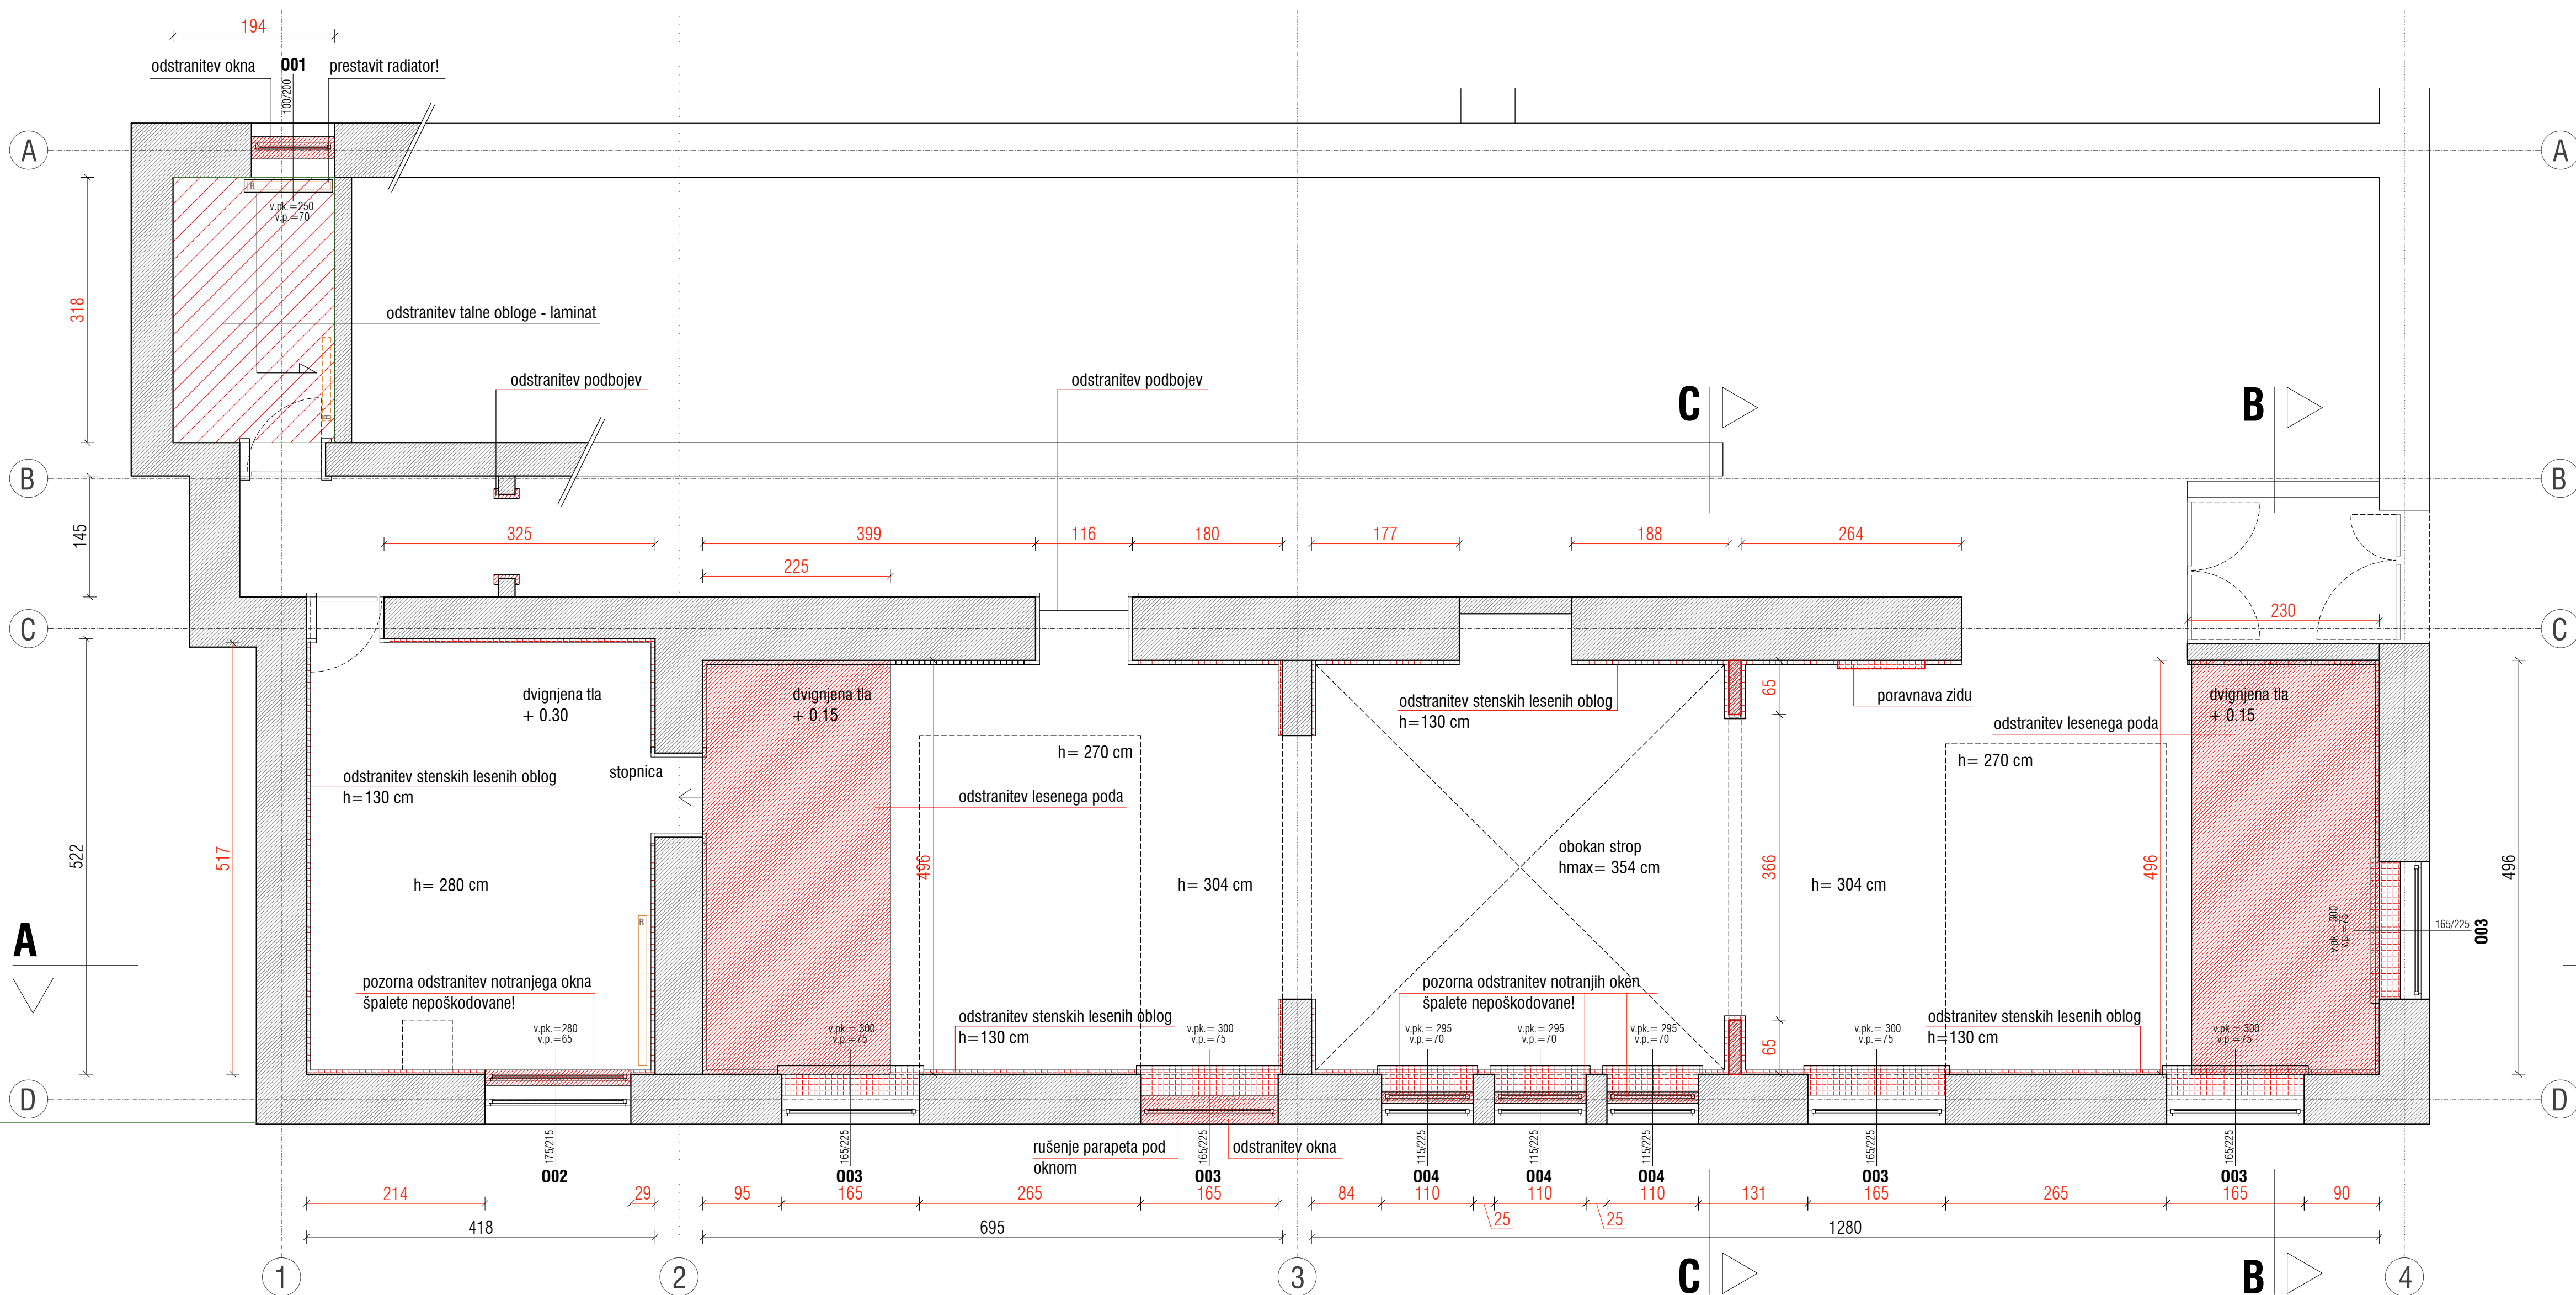 194
odstranitev okna
001
prestavit radiator!
100/200
A
A
R
v.pk.=250
v.p.=70
318
odstranitev talne obloge - laminat
R
odstranitev podbojev
odstranitev podbojev
C
B
B
B
145
325
399
116
180
177
188
264
225
230
C
C
522
517
dvignjena tla
+ 0.30
dvignjena tla
+ 0.15
odstranitev stenskih lesenih oblog
h=130 cm
65
poravnava zidu
dvignjena tla
+ 0.15
odstranitev lesenega poda
h= 270 cm
h= 270 cm
odstranitev stenskih lesenih oblog
h=130 cm
stopnica
odstranitev lesenega poda
496
366
496
496
obokan strop
hmax= 354 cm
h= 280 cm
h= 304 cm
h= 304 cm
A
R
v.pk.= 300
v.p.=75
165/225
003
pozorna odstranitev notranjega okna
špalete nepoškodovane!
pozorna odstranitev notranjih oken
špalete nepoškodovane!
odstranitev stenskih lesenih oblog
h=130 cm
odstranitev stenskih lesenih oblog
h=130 cm
v.pk.=280
v.p.=65
v.pk.= 300
v.p.=75
v.pk.= 300
v.p.=75
v.pk.= 295
v.p.=70
v.pk.= 295
v.p.=70
v.pk.= 295
v.p.=70
65
v.pk.= 300
v.p.=75
v.pk.= 300
v.p.=75
D
D
175/215
165/225
165/225
115/225
115/225
115/225
165/225
165/225
rušenje parapeta pod
oknom
odstranitev okna
002
003
003
004
004
004
003
003
214
29
95
165
265
165
84
110
110
110
131
165
265
165
90
25
25
418
695
1280
1
2
3
C
B
4